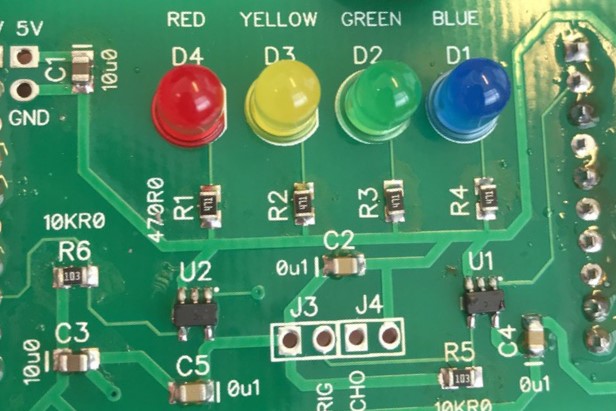 RED YELLOW GREEN BLUE
5V
D4 D3 D2 D1
C1
10u0
GND
470R0
R1 R2 R3 R4
10KR0
R6
103
C2
0u1
U2 U1
J3 J4
C3
10u0
C4
C5
0u1
R5
103
0u1
RIG
CHO
10KR0